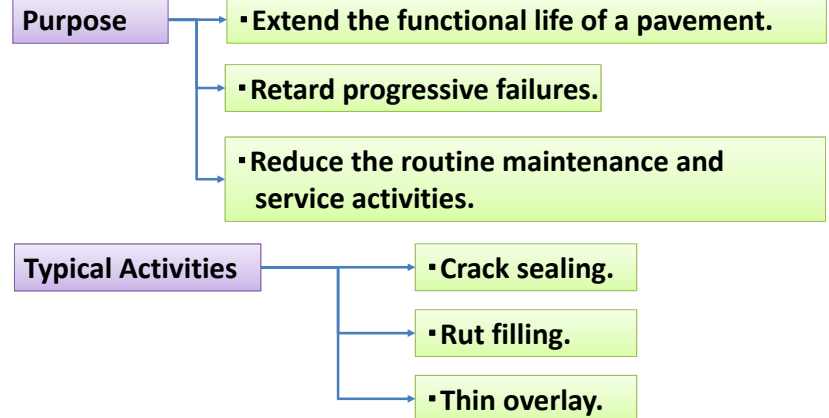 Purpose
▪Extend the functional life of a pavement.
▪Retard progressive failures.
▪Reduce the routine maintenance and
service activities.
Typical Activities
▪Crack sealing.
▪Rut filling.
▪Thin overlay.